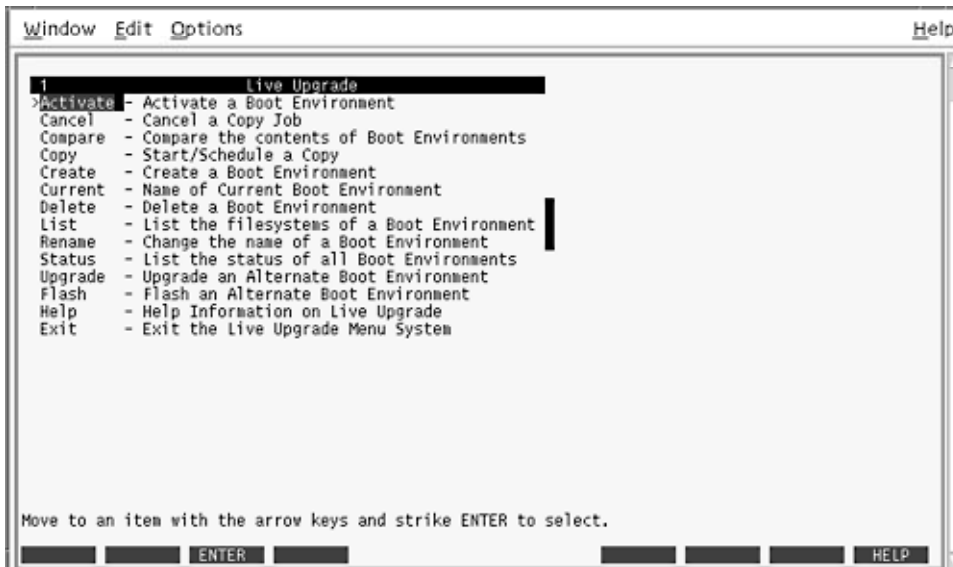 Window Edit Options Help
1 Live Upgrade
>Activate - Activate a Boot Environment
Cancel - Cancel a Copy Job
Compare - Compare the contents of Boot Environments
Copy - Start/Schedule a Copy
Create - Create a Boot Environment
Current - Name of Current Boot Environment
Delete - Delete a Boot Environment
List - List the filesystems of a Boot Environment
Rename - Change the name of a Boot Environment
Status - List the status of all Boot Environments
Upgrade - Upgrade an Alternate Boot Environment
Flash - Flash an Alternate Boot Environment
Help - Help Information on Live Upgrade
Exit - Exit the Live Upgrade Menu System
Move to an item with the arrow keys and strike ENTER to select.
ENTER HELP